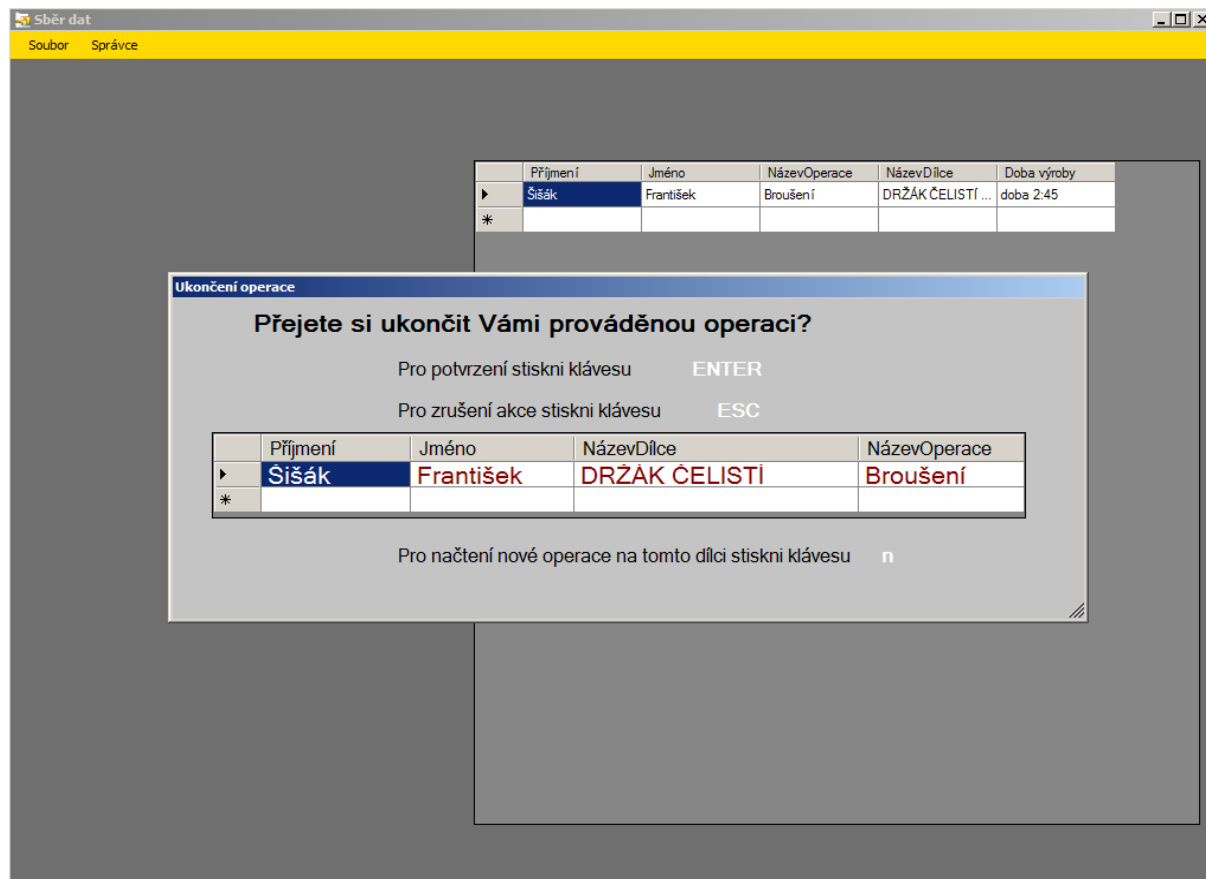 Sběr dat
Soubor Správce
Příjmení Jméno NázevOperace NázevDílce Doba výroby
Šišák František Broušení DRŽÁK ČELISTÍ ... doba 2:45
Ukončení operace
Přejete si ukončit Vámi prováděnou operaci?
Pro potvrzení stiskni klávesu ENTER
Pro zrušení akce stiskni klávesu ESC
Příjmení Jméno NázevDílce NázevOperace
Šišák František DRŽÁK ČELISTÍ Broušení
Pro načtení nové operace na tomto dílci stiskni klávesu n